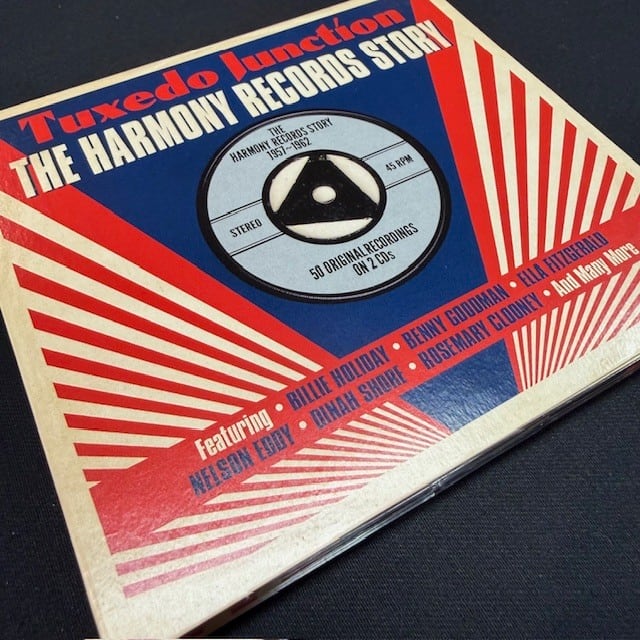 Tuxedo Junction
THE HARMONY RECORDS STORY
THE
HARMONY RECORDS STORY
1957~1962
STEREO
45 RPM
50 ORIGINAL RECORDINGS
ON 2 CDs
Featuring • BILLIE HOLIDAY • BENNY GOODMAN • ELLA FITZGERALD
NELSON EDDY • DINAH SHORE • ROSEMARY CLOONEY • And Many More